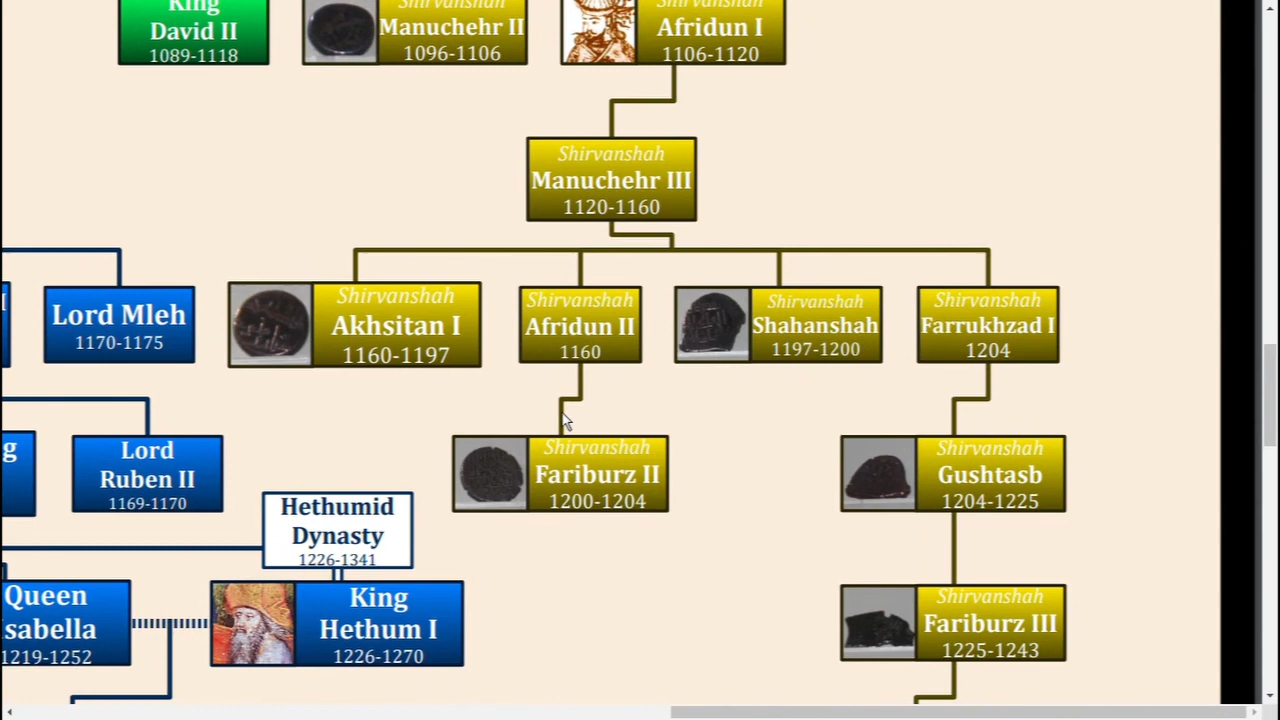 King
David II
1089-1118
Shirvanshah
Manuchehr II
1096-1106
Shirvanshah
Afridun I
1106-1120
Shirvanshah
Manuchehr III
1120-1160
Lord Mleh
1170-1175
Shirvanshah
Akhsitan I
1160-1197
Shirvanshah
Afridun II
1160
Shirvanshah
Shahanshah
1197-1200
Shirvanshah
Farrukhzad I
1204
g
Lord
Ruben II
1169-1170
Shirvanshah
Fariburz II
1200-1204
Shirvanshah
Gushtasb
1204-1225
Hethumid
Dynasty
1226-1341
Queen
sabella
1219-1252
King
Hethum I
1226-1270
Shirvanshah
Fariburz III
1225-1243